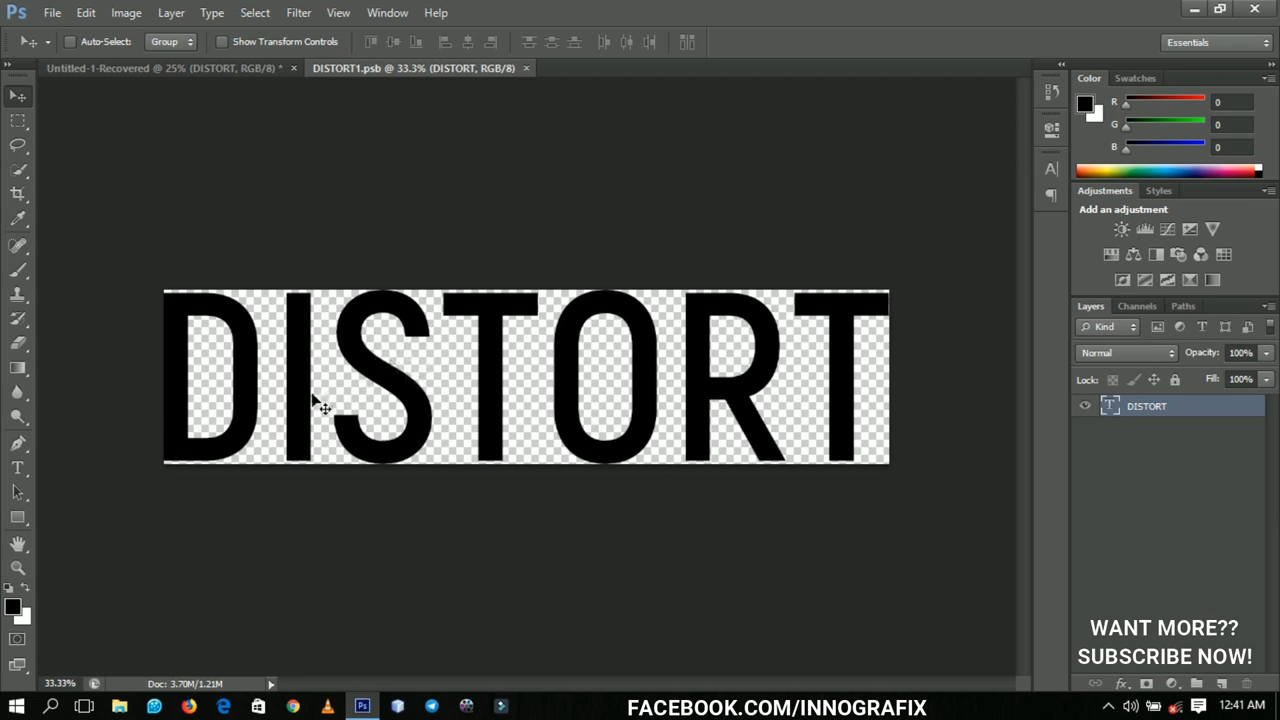 Ps File Edit Image Layer Type Select Filter View Window Help
Auto-Select: Group Show Transform Controls Essentials
Untitled-1-Recovered @ 25% (DISTORT, RGB/8) * × DISTORT1.psb @ 33.3% (DISTORT, RGB/8) ×
Color Swatches
R 0
G 0
B 0
Adjustments Styles
Add an adjustment
DISTORT
Layers Channels Paths
Kind
Normal Opacity: 100%
Lock: Fill: 100%
DISTORT
WANT MORE??
SUBSCRIBE NOW!
33.33% Doc: 3.70M/1.21M
FACEBOOK.COM/INNOGRAFIX
12:41 AM